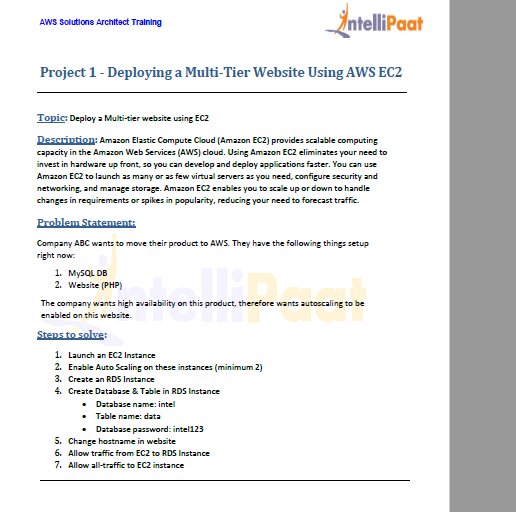 AWS Solutions Architect Training
IntelliPaat
Project 1 - Deploying a Multi-Tier Website Using AWS EC2
Topic: Deploy a Multi-tier website using EC2
Description: Amazon Elastic Compute Cloud (Amazon EC2) provides scalable computing
capacity in the Amazon Web Services (AWS) cloud. Using Amazon EC2 eliminates your need to
invest in hardware up front, so you can develop and deploy applications faster. You can use
Amazon EC2 to launch as many or as few virtual servers as you need, configure security and
networking, and manage storage. Amazon EC2 enables you to scale up or down to handle
changes in requirements or spikes in popularity, reducing your need to forecast traffic.
Problem Statement:
Company ABC wants to move their product to AWS. They have the following things setup
right now:
1. MySQL DB
2. Website (PHP)
IntelliPaat
The company wants high availability on this product, therefore wants autoscaling to be
enabled on this website.
Steps to solve:
1. Launch an EC2 Instance
2. Enable Auto Scaling on these instances (minimum 2)
3. Create an RDS Instance
4. Create Database & Table in RDS Instance
• Database name: intel
• Table name: data
• Database password: intel123
5. Change hostname in website
6. Allow traffic from EC2 to RDS Instance
7. Allow all-traffic to EC2 instance